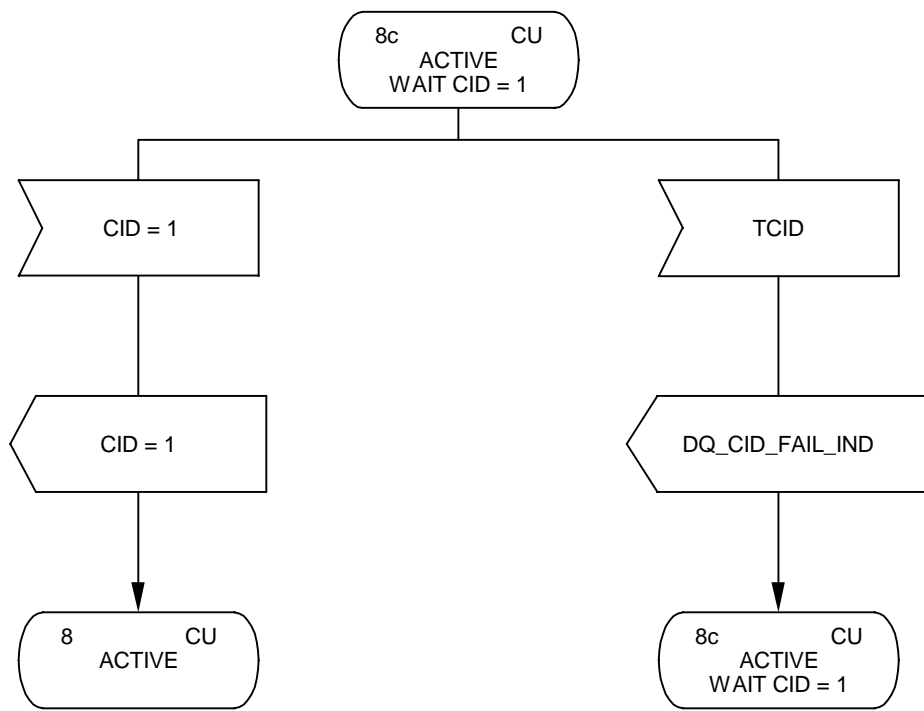 8c CU
ACTIVE
WAIT CID = 1
CID = 1
TCID
CID = 1
DQ_CID_FAIL_IND
8 CU
ACTIVE
8c CU
ACTIVE
WAIT CID = 1